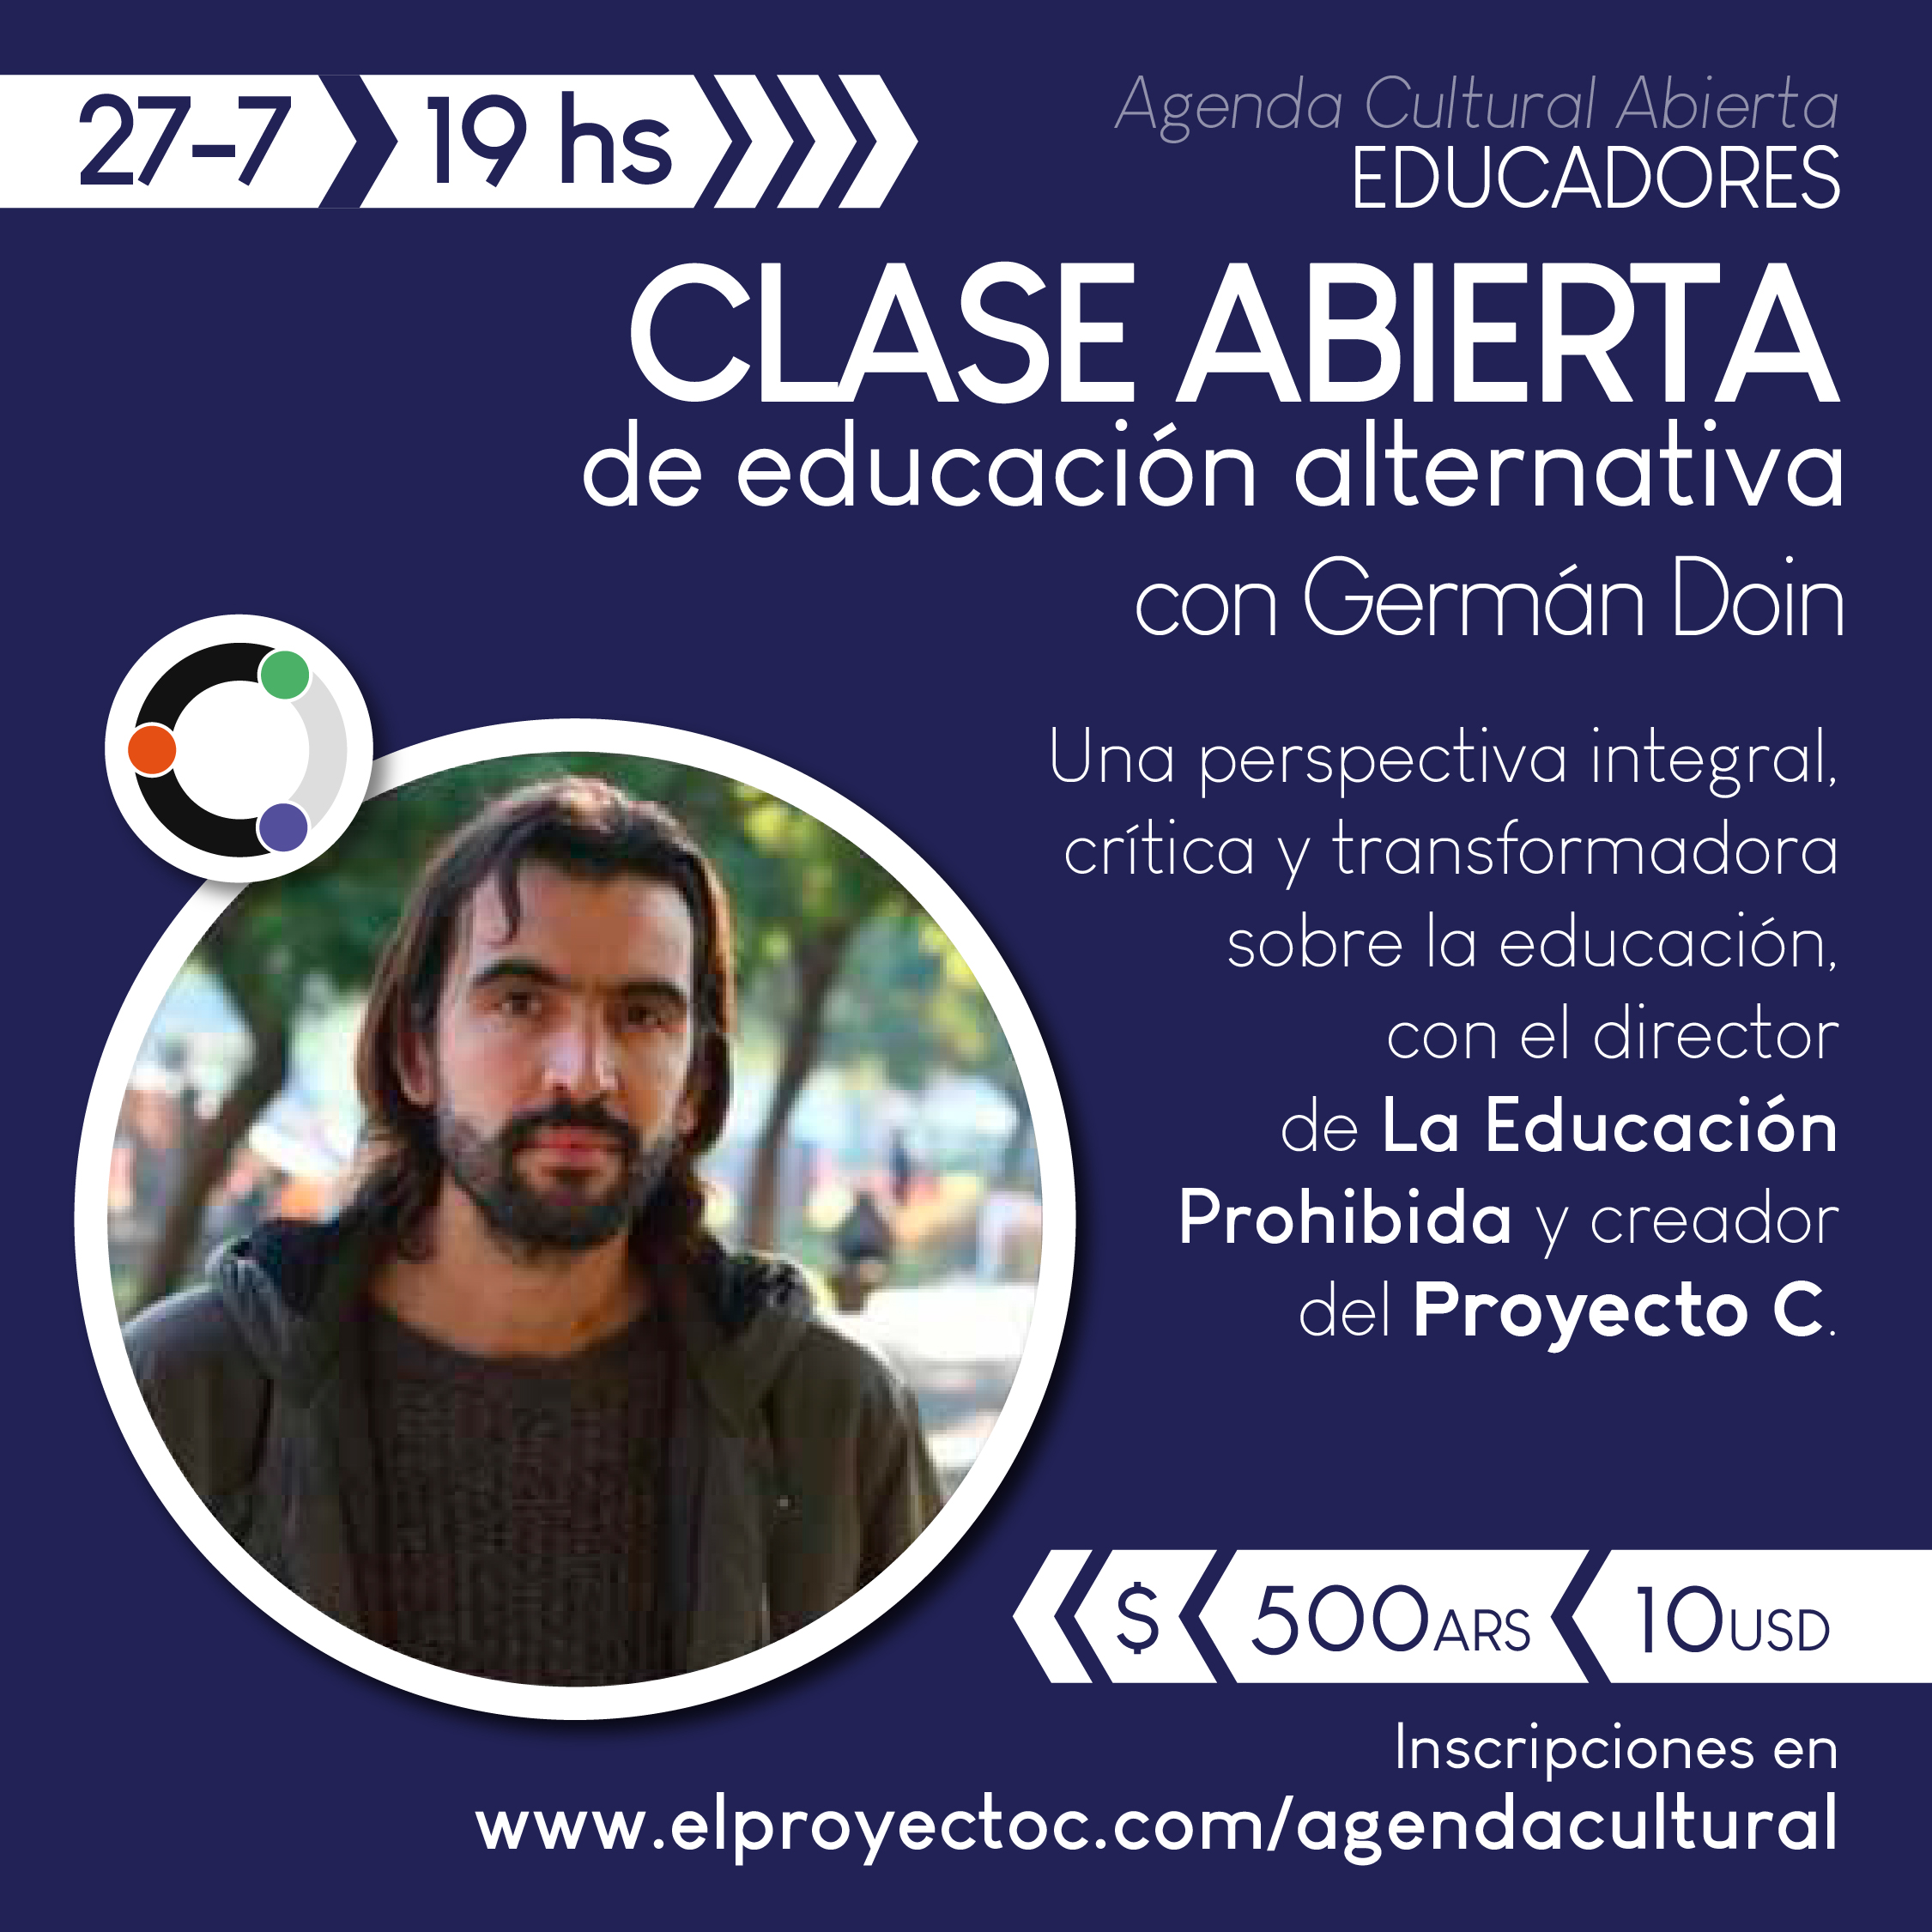 27-7 19 hs
Agenda Cultural Abierta
EDUCADORES
CLASE ABIERTA
de educación alternativa
con Germán Doin
Una perspectiva integral,
crítica y transformadora
sobre la educación,
con el director
de La Educación
Prohibida y creador
del Proyecto C.
$ 500ARS 10USD
Inscripciones en
www.elproyectoc.com/agendacultural